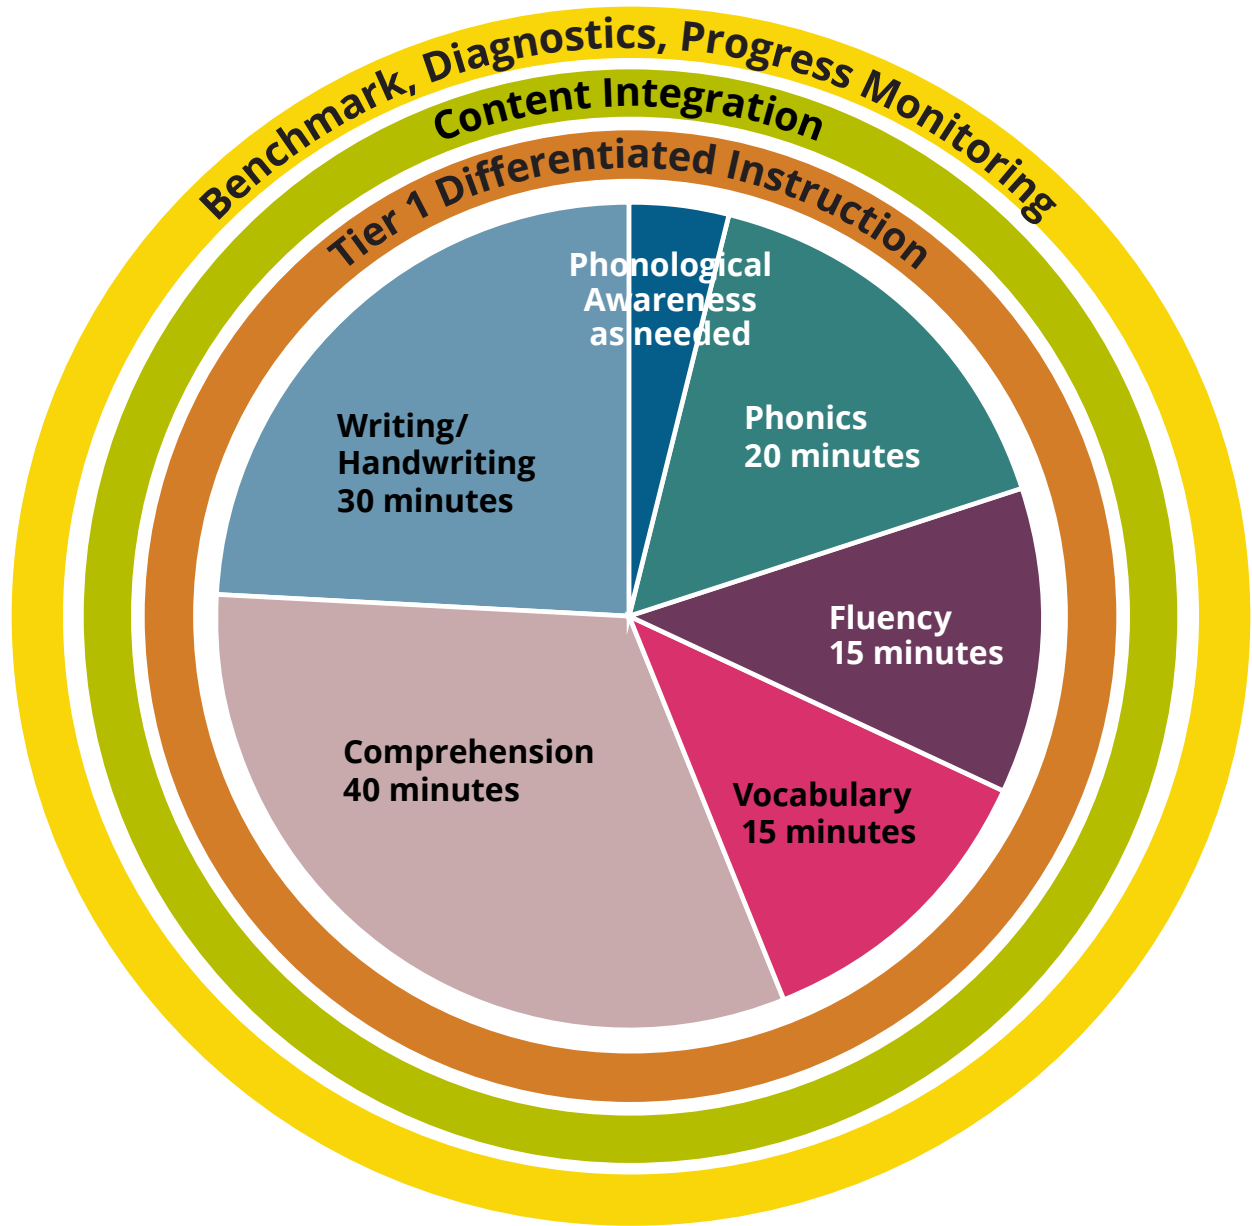 Benchmark, Diagnostics, Progress Monitoring
Content Integration
Tier 1 Differentiated Instruction
Phonological
Awareness
as needed
Phonics
20 minutes
Fluency
15 minutes
Vocabulary
15 minutes
Comprehension
40 minutes
Writing/
Handwriting
30 minutes